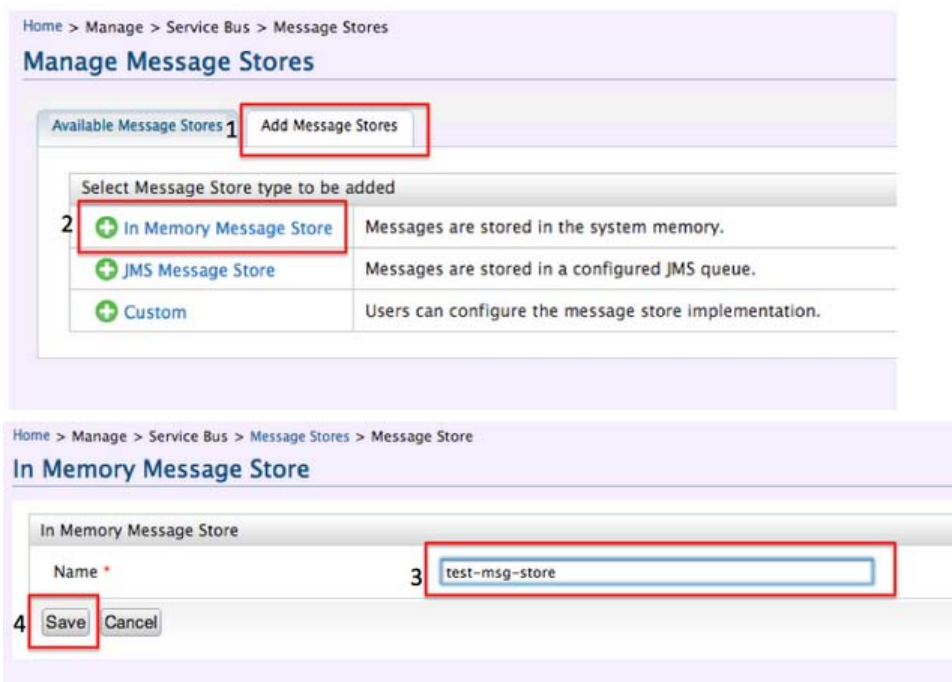 Home > Manage > Service Bus > Message Stores
Manage Message Stores
Available Message Stores 1 Add Message Stores
Select Message Store type to be added
2 In Memory Message Store Messages are stored in the system memory.
JMS Message Store Messages are stored in a configured JMS queue.
Custom Users can configure the message store implementation.
Home > Manage > Service Bus > Message Stores > Message Store
In Memory Message Store
In Memory Message Store
Name * 3 test-msg-store
4 Save Cancel